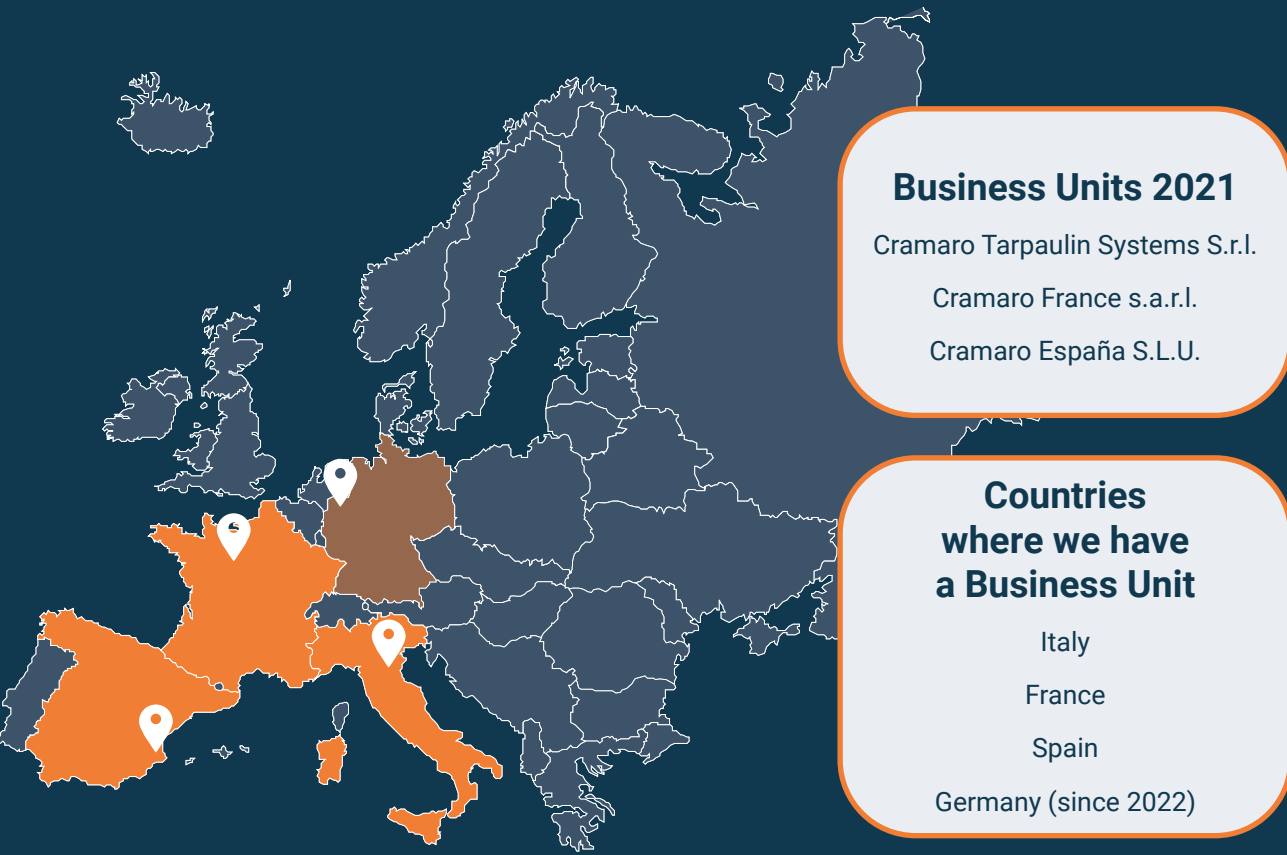 Business Units 2021
Cramaro Tarpaulin Systems S.r.l.
Cramaro France s.a.r.l.
Cramaro España S.L.U.
Countries
where we have
a Business Unit
Italy
France
Spain
Germany (since 2022)